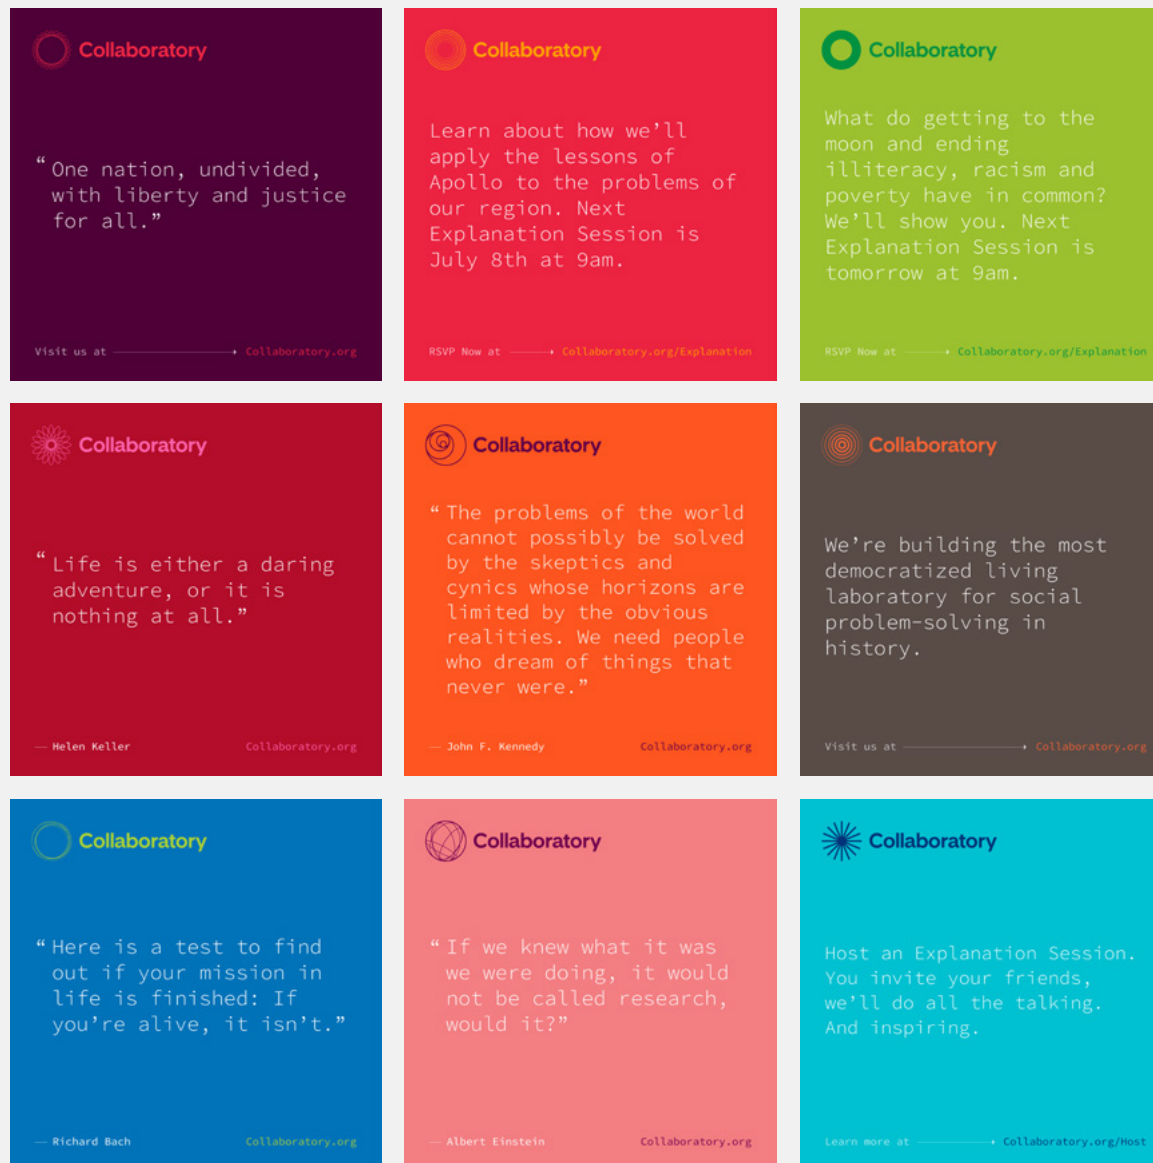 Collaboratory
“One nation, undivided,
with liberty and justice
for all.”
Visit us at
Collaboratory.org
Collaboratory
Learn about how we’ll
apply the lessons of
Apollo to the problems of
our region. Next
Explanation Session is
July 8th at 9am.
RSVP Now at
Collaboratory.org/Explanation
Collaboratory
What do getting to the
moon and ending
illiteracy, racism and
poverty have in common?
We’ll show you. Next
Explanation Session is
tomorrow at 9am.
RSVP Now at
Collaboratory.org/Explanation
Collaboratory
“Life is either a daring
adventure, or it is
nothing at all.”
— Helen Keller
Collaboratory.org
Collaboratory
“The problems of the world
cannot possibly be solved
by the skeptics and
cynics whose horizons are
limited by the obvious
realities. We need people
who dream of things that
never were.”
— John F. Kennedy
Collaboratory.org
Collaboratory
We’re building the most
democratized living
laboratory for social
problem-solving in
history.
Visit us at
Collaboratory.org
Collaboratory
“Here is a test to find
out if your mission in
life is finished: If
you’re alive, it isn’t.”
— Richard Bach
Collaboratory.org
Collaboratory
“If we knew what it was
we were doing, it would
not be called research,
would it?”
— Albert Einstein
Collaboratory.org
Collaboratory
Host an Explanation Session.
You invite your friends,
we’ll do all the talking.
And inspiring.
Learn more at
Collaboratory.org/Host